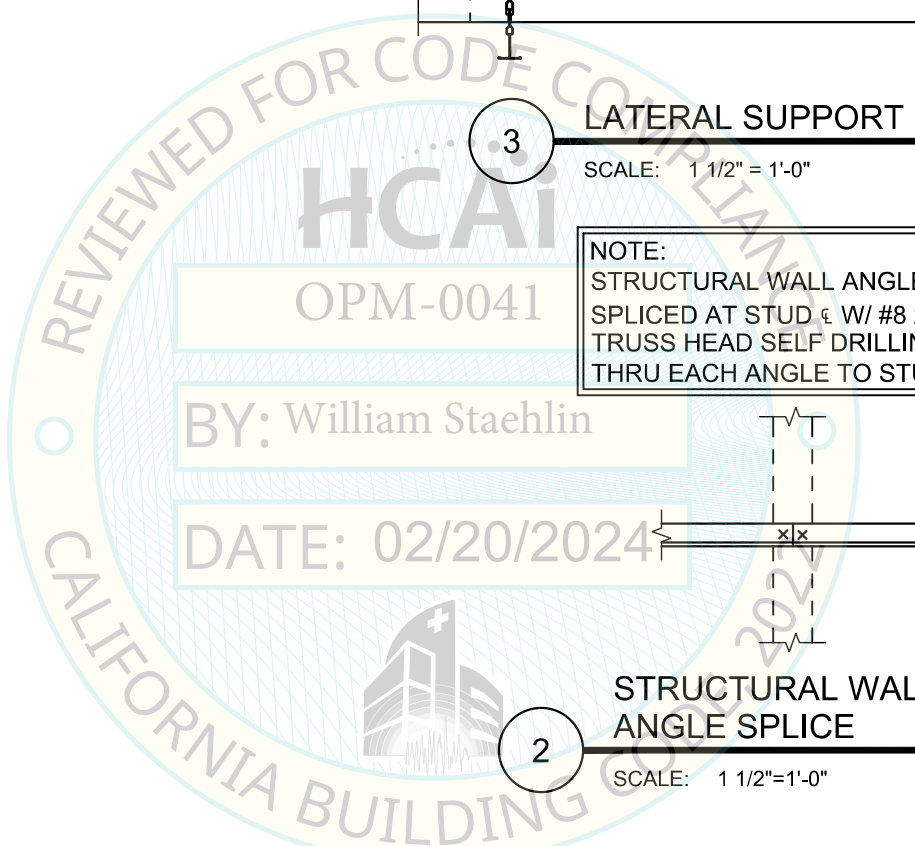 3
LATERAL SUPPORT
SCALE: 1 1/2" = 1'-0"
NOTE:
STRUCTURAL WALL ANGLE
SPLICED AT STUD ℄ W/ #8
TRUSS HEAD SELF DRILLIN
THRU EACH ANGLE TO STU
2
STRUCTURAL WAL
ANGLE SPLICE
SCALE: 1 1/2"=1'-0"
REVIEWED FOR CODE COMPLIANCE
HCAi
OPM-0041
BY: William Staehlin
DATE: 02/20/2024
CALIFORNIA BUILDING CODE, 2022